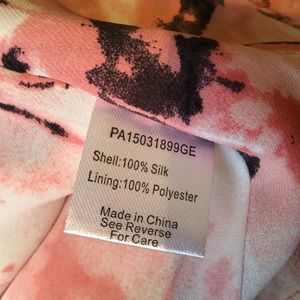 PA15031899GE
Shell:100% Silk
Lining:100% Polyester
Made in China
See Reverse
For Care